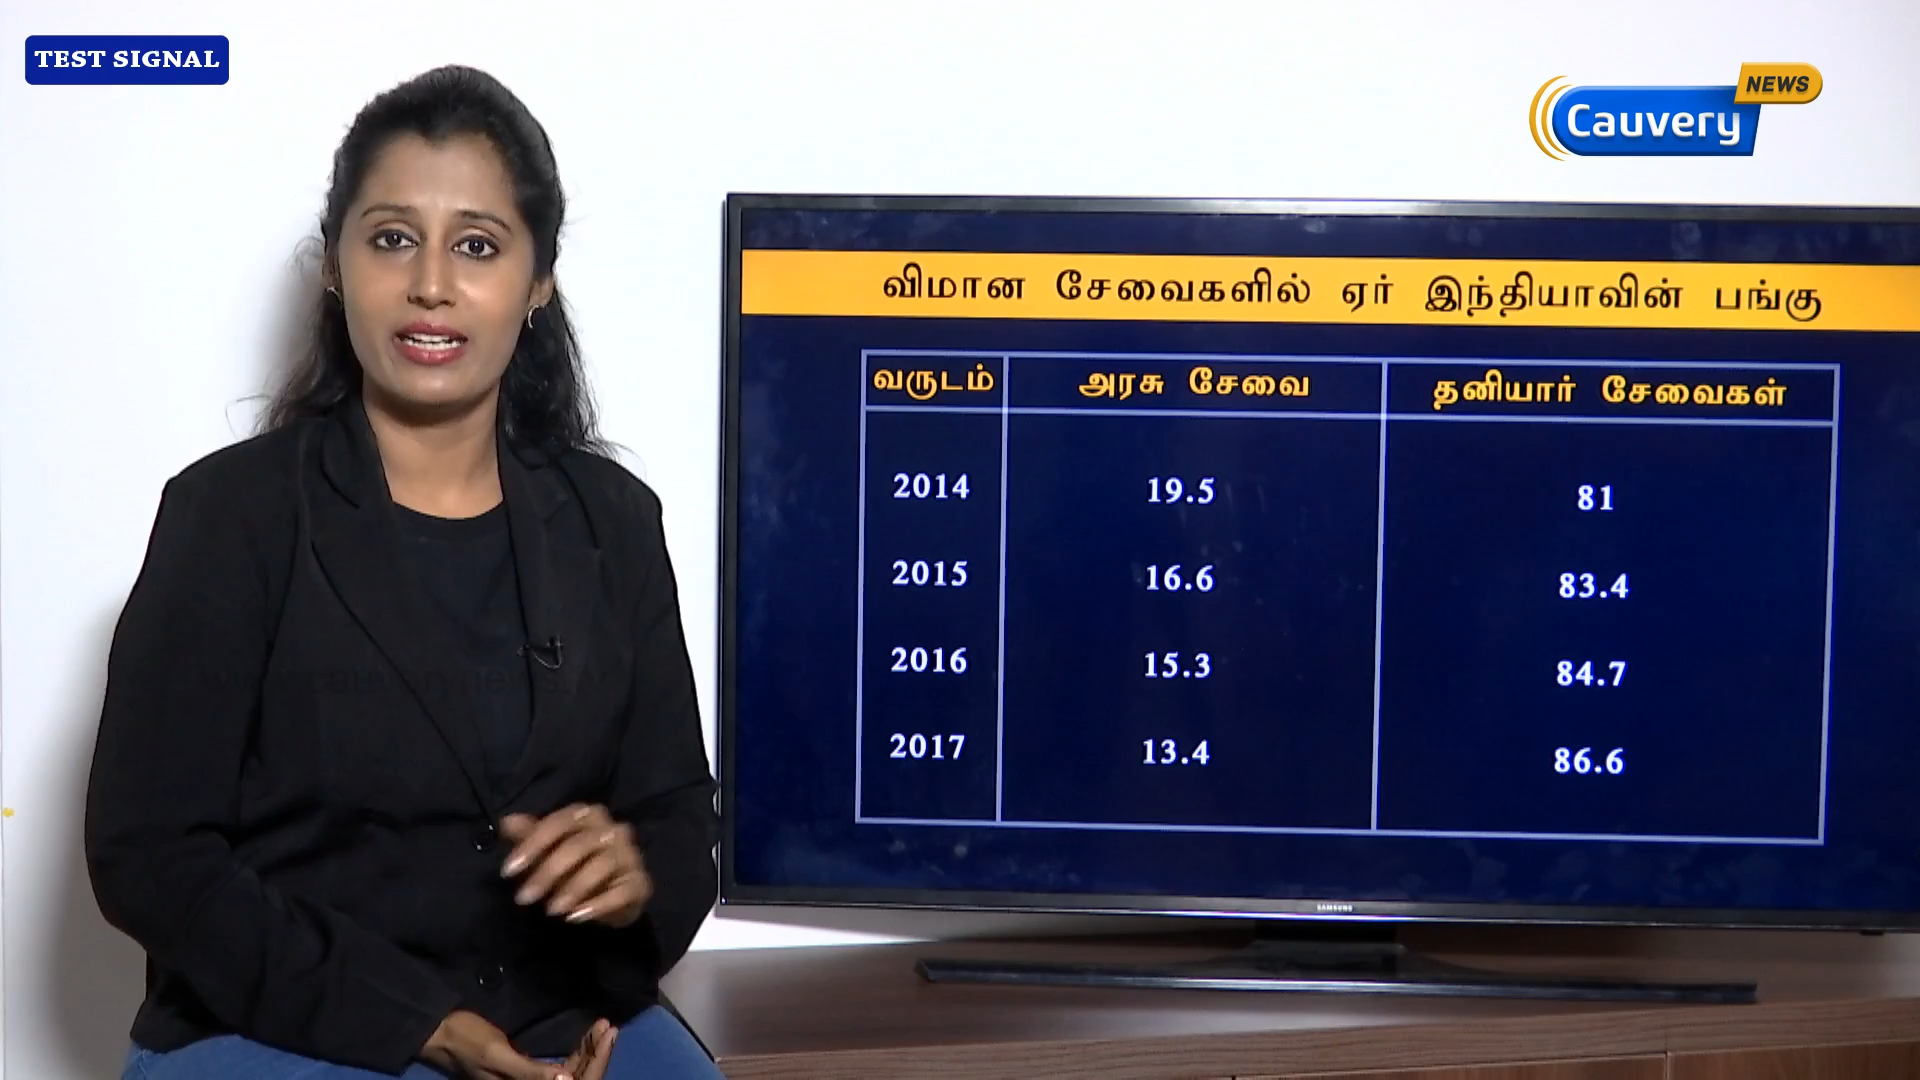 TEST SIGNAL
NEWS
Cauvery
விமான சேவைகளில் ஏர் இந்தியாவின் பங்கு
வருடம் அரசு சேவை தனியார் சேவைகள்
2014 19.5 81
2015 16.6 83.4
2016 15.3 84.7
2017 13.4 86.6
SAMSUNG